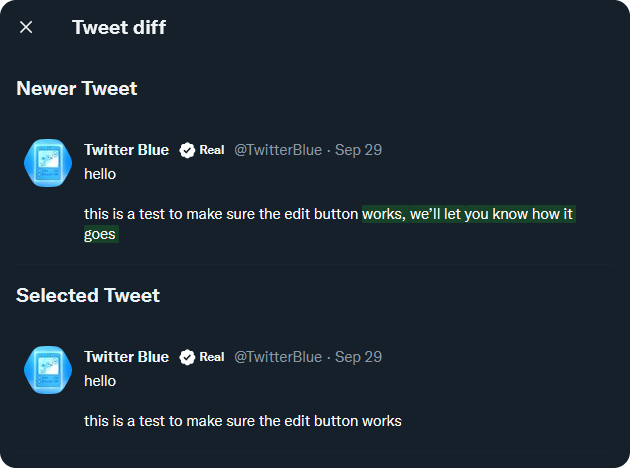 Tweet diff
Newer Tweet
Twitter Blue Real @TwitterBlue · Sep 29
hello
this is a test to make sure the edit button works, we’ll let you know how it
goes
Selected Tweet
Twitter Blue Real @TwitterBlue · Sep 29
hello
this is a test to make sure the edit button works